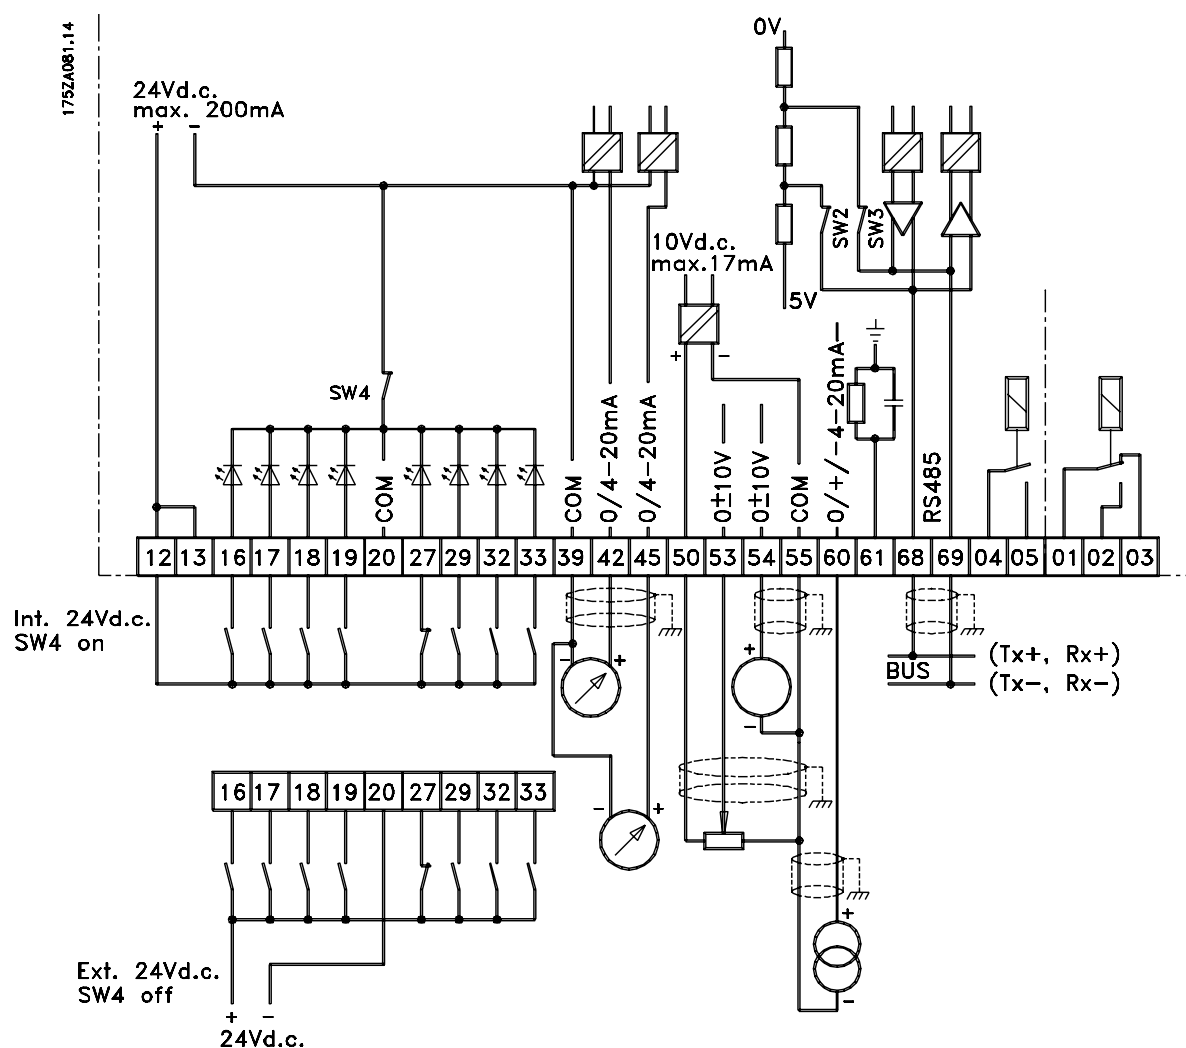 175ZA081.14
0V
24Vd.c.
max. 200mA
+ −
SW2
SW3
10Vd.c.
max.17mA
5V
+ −
SW4
COM
COM
0/4−20mA
0/4−20mA
0±10V
0±10V
COM
0/+/−4−20mA−
RS485
12 13 16 17 18 19 20 27 29 32 33 39 42 45 50 53 54 55 60 61 68 69 04 05 01 02 03
Int. 24Vd.c.
SW4 on
− +
+
−
BUS
(Tx+, Rx+)
(Tx−, Rx−)
16 17 18 19 20 27 29 32 33
− +
+
−
Ext. 24Vd.c.
SW4 off
+ −
24Vd.c.